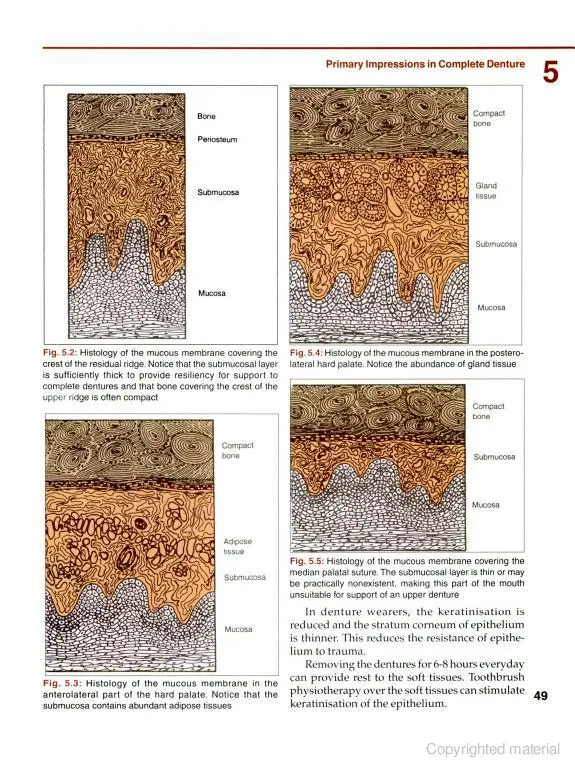 Primary Impressions in Complete Denture
5
Bone
Periosteum
Submucosa
Mucosa
Fig. 5.2: Histology of the mucous membrane covering the
crest of the residual ridge. Notice that the submucosal layer
is sufficiently thick to provide resiliency for support to
complete dentures and that bone covering the crest of the
upper ridge is often compact
Compact
bone
Adipose
tissue
Submucosa
Mucosa
Fig. 5.3: Histology of the mucous membrane in the
anterolateral part of the hard palate. Notice that the
submucosa contains abundant adipose tissues
Compact
bone
Gland
tissue
Submucosa
Mucosa
Fig. 5.4: Histology of the mucous membrane in the postero-
lateral hard palate. Notice the abundance of gland tissue
Compact
bone
Submucosa
Mucosa
Fig. 5.5: Histology of the mucous membrane covering the
median palatal suture. The submucosal layer is thin or may
be practically nonexistent, making this part of the mouth
unsuitable for support of an upper denture
In denture wearers, the keratinisation is
reduced and the stratum corneum of epithelium
is thinner. This reduces the resistance of epithe-
lium to trauma.
Removing the dentures for 6-8 hours everyday
can provide rest to the soft tissues. Toothbrush
physiotherapy over the soft tissues can stimulate
keratinisation of the epithelium.
49
Copyrighted material